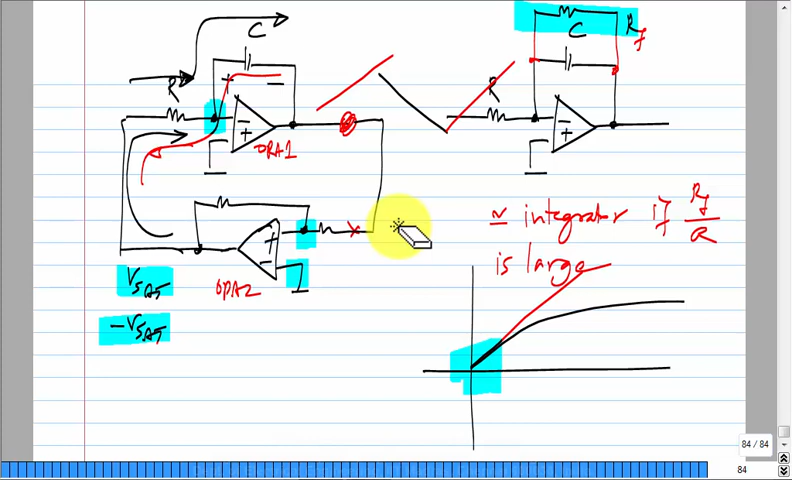 C
R
+ −
−
+
OPA1
+
−
OPA2
VSAT
−VSAT
Rf
C
R
−
+
≃ integrator if Rf/R
is large
84 / 84
84